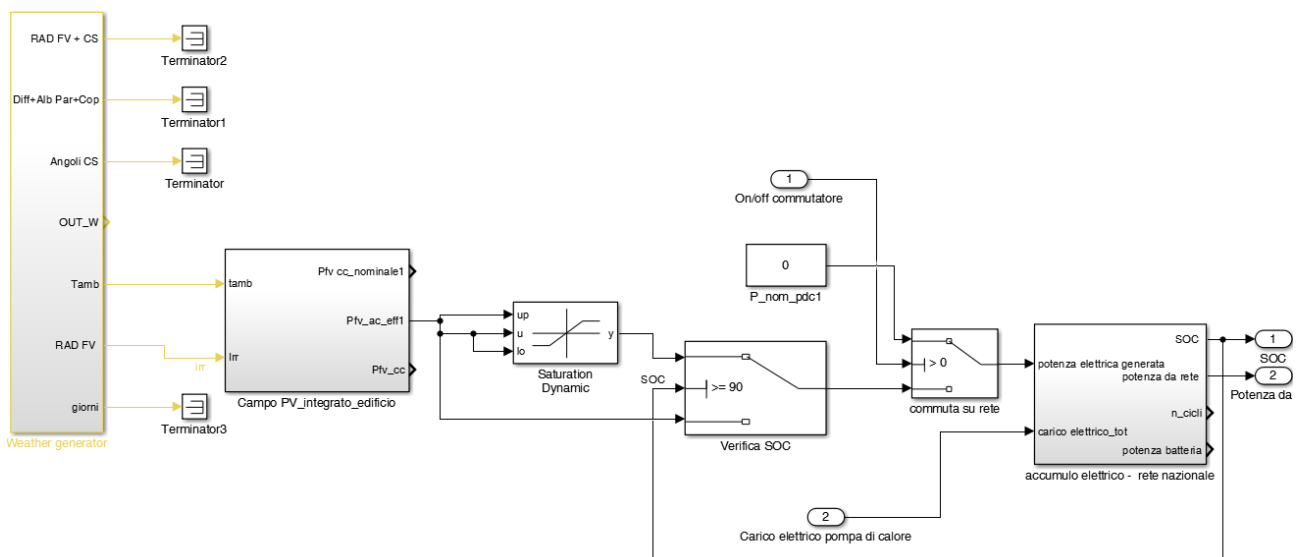 RAD FV + CS
Terminator2
Diff+Alb Par+Cop
Terminator1
Angoli CS
Terminator
OUT_W
Tamb
RAD FV
irr
giorni
Terminator3
Weather generator
tamb
Irr
Pfv cc_nominale1
Pfv_ac_eff1
Pfv_cc
Campo PV_integrato_edificio
up
u
lo
y
Saturation
Dynamic
SOC
>= 90
Verifica SOC
1
On/off commutatore
0
P_nom_pdc1
> 0
commuta su rete
potenza elettrica generata
carico elettrico_tot
SOC
potenza da rete
n_cicli
potenza batteria
accumulo elettrico - rete nazionale
1
SOC
2
Potenza da
2
Carico elettrico pompa di calore